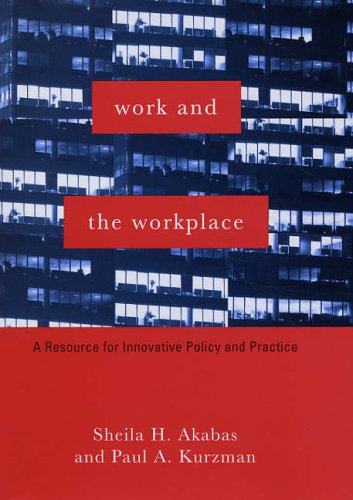 work and
the workplace
A Resource for Innovative Policy and Practice
Sheila H. Akabas
and Paul A. Kurzman